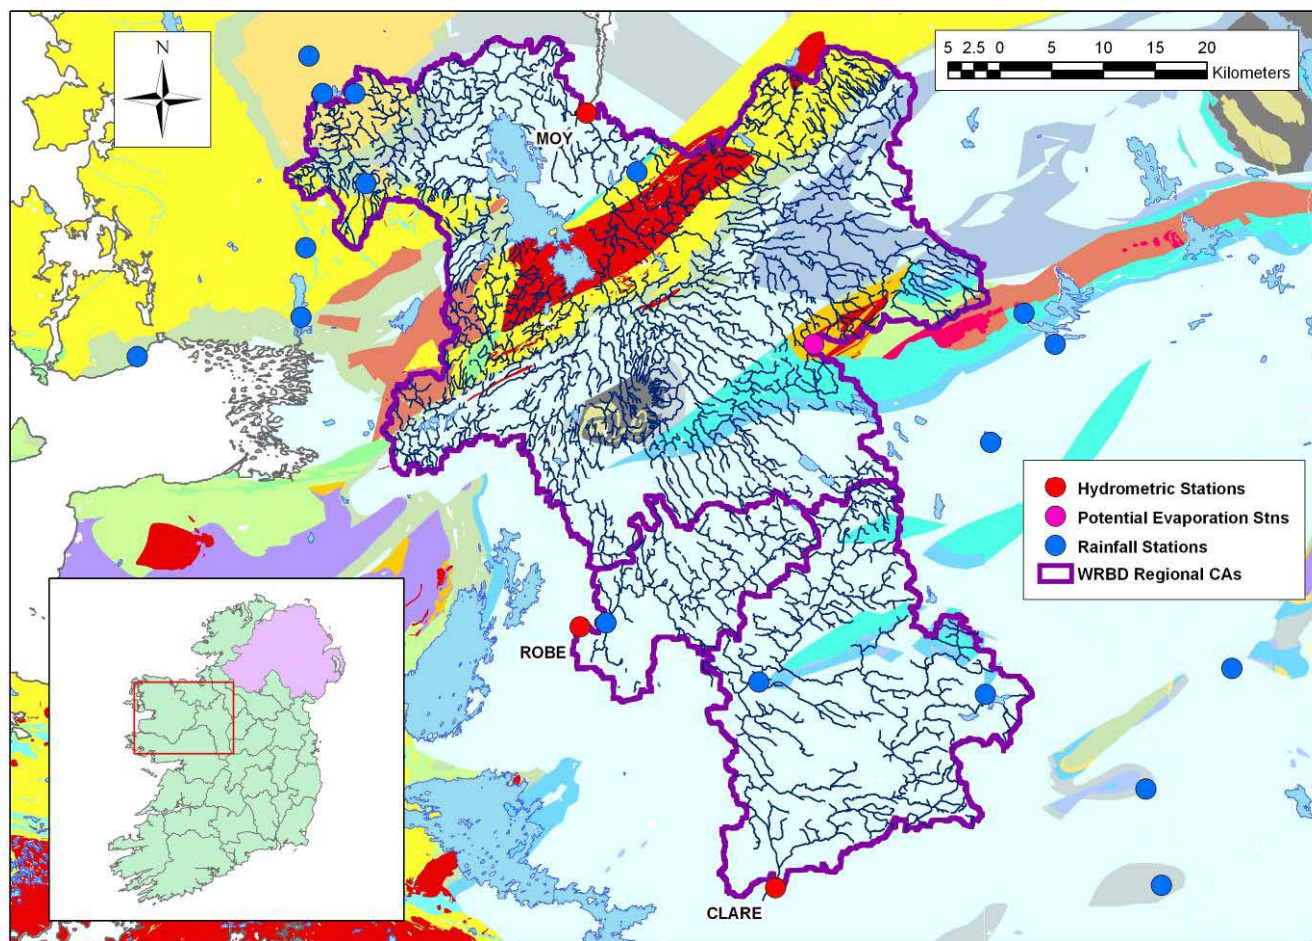 N
5 2.5 0 5 10 15 20
Kilometers
MOY
Hydrometric Stations
Potential Evaporation Stns
Rainfall Stations
WRBD Regional CAs
ROBE
CLARE